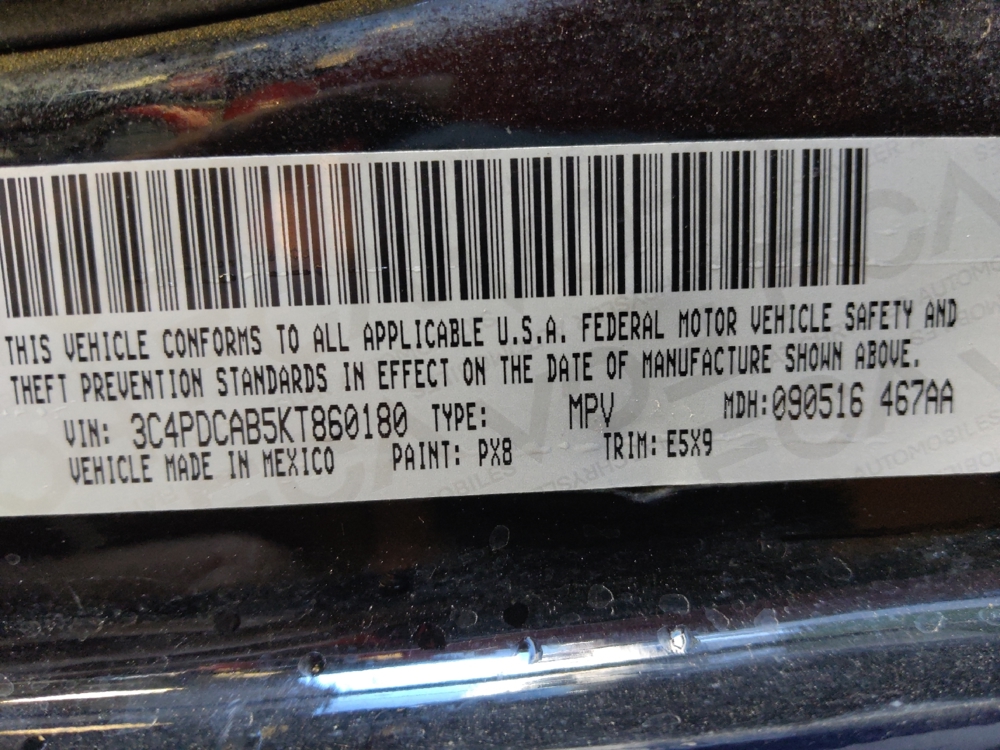 THIS VEHICLE CONFORMS TO ALL APPLICABLE U.S.A. FEDERAL MOTOR VEHICLE SAFETY AND
THEFT PREVENTION STANDARDS IN EFFECT ON THE DATE OF MANUFACTURE SHOWN ABOVE.
VIN: 3C4PDCAB5KT860180 TYPE: MPV MDH:090516 467AA
VEHICLE MADE IN MEXICO PAINT: PX8 TRIM: E5X9